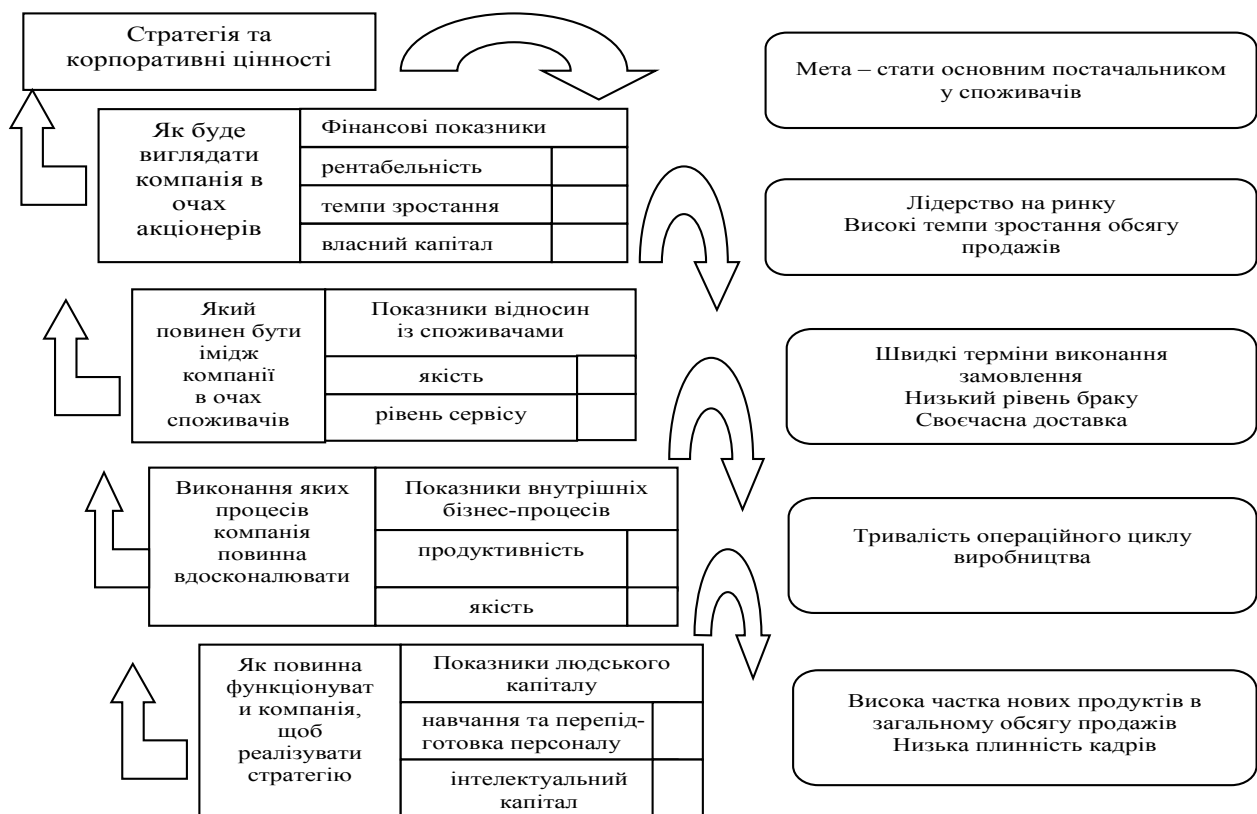 Стратегія та
корпоративні цінності
Мета – стати основним постачальником
у споживачів
Як буде
виглядати
компанія в
очах
акціонерів
Фінансові показники
рентабельність
темпи зростання
власний капітал
Лідерство на ринку
Високі темпи зростання обсягу
продажів
Який
повинен бути
імідж
компанії
в очах
споживачів
Показники відносин
із споживачами
якість
рівень сервісу
Швидкі терміни виконання
замовлення
Низький рівень браку
Своєчасна доставка
Виконання яких
процесів
компанія
повинна
вдосконалювати
Показники внутрішніх
бізнес-процесів
продуктивність
якість
Тривалість операційного циклу
виробництва
Як повинна
функціонуват
и компанія,
щоб
реалізувати
стратегію
Показники людського
капіталу
навчання та перепід-
готовка персоналу
інтелектуальний
капітал
Висока частка нових продуктів в
загальному обсягу продажів
Низька плинність кадрів